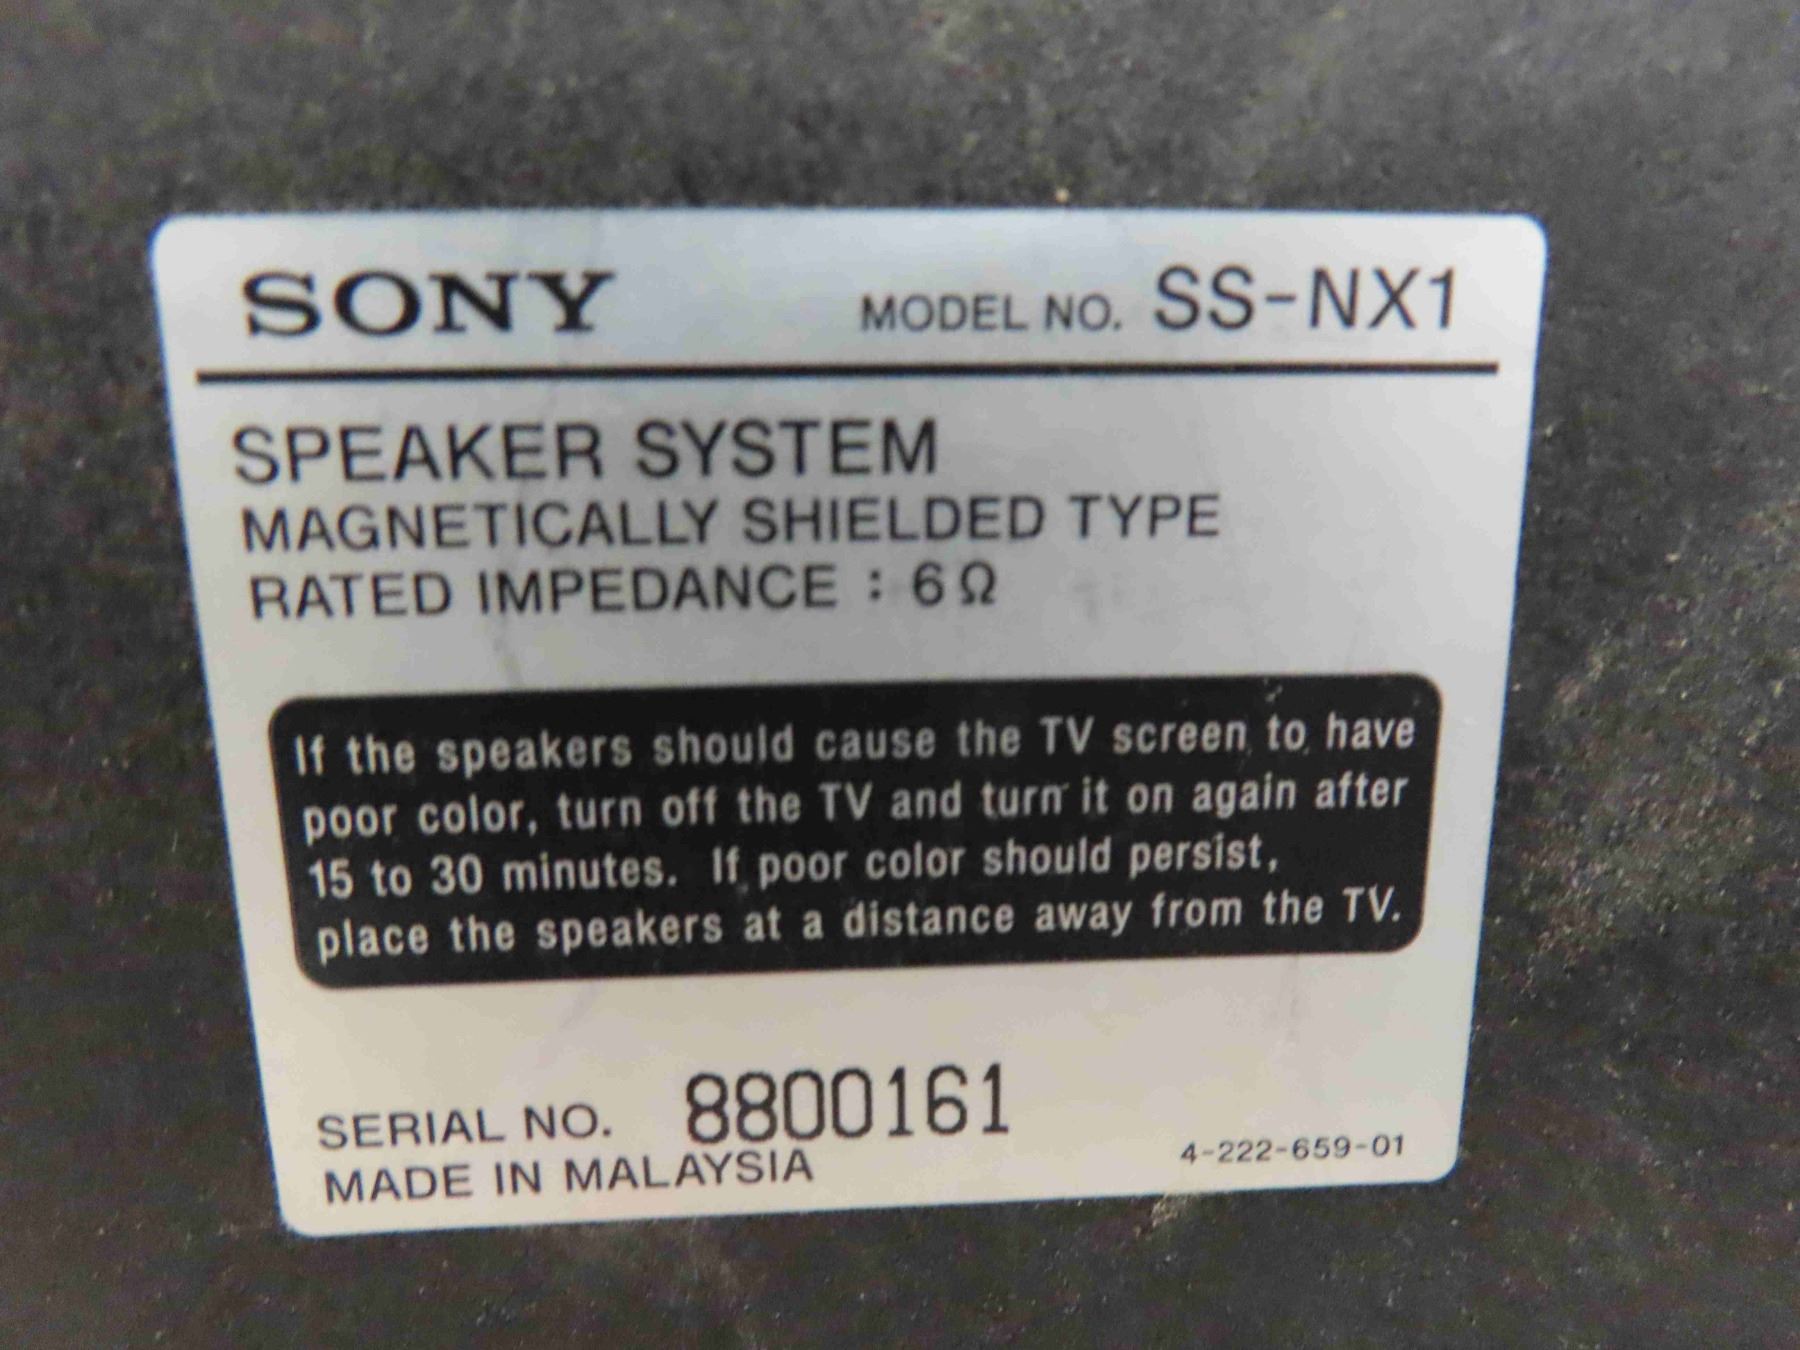 SONY MODEL NO. SS-NX1
SPEAKER SYSTEM
MAGNETICALLY SHIELDED TYPE
RATED IMPEDANCE : 6Ω
If the speakers should cause the TV screen to have
poor color, turn off the TV and turn it on again after
15 to 30 minutes. If poor color should persist,
place the speakers at a distance away from the TV.
SERIAL NO. 8800161
MADE IN MALAYSIA 4-222-659-01